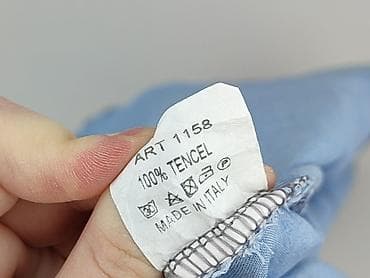 ART 1158
100% TENCEL
MADE IN ITALY